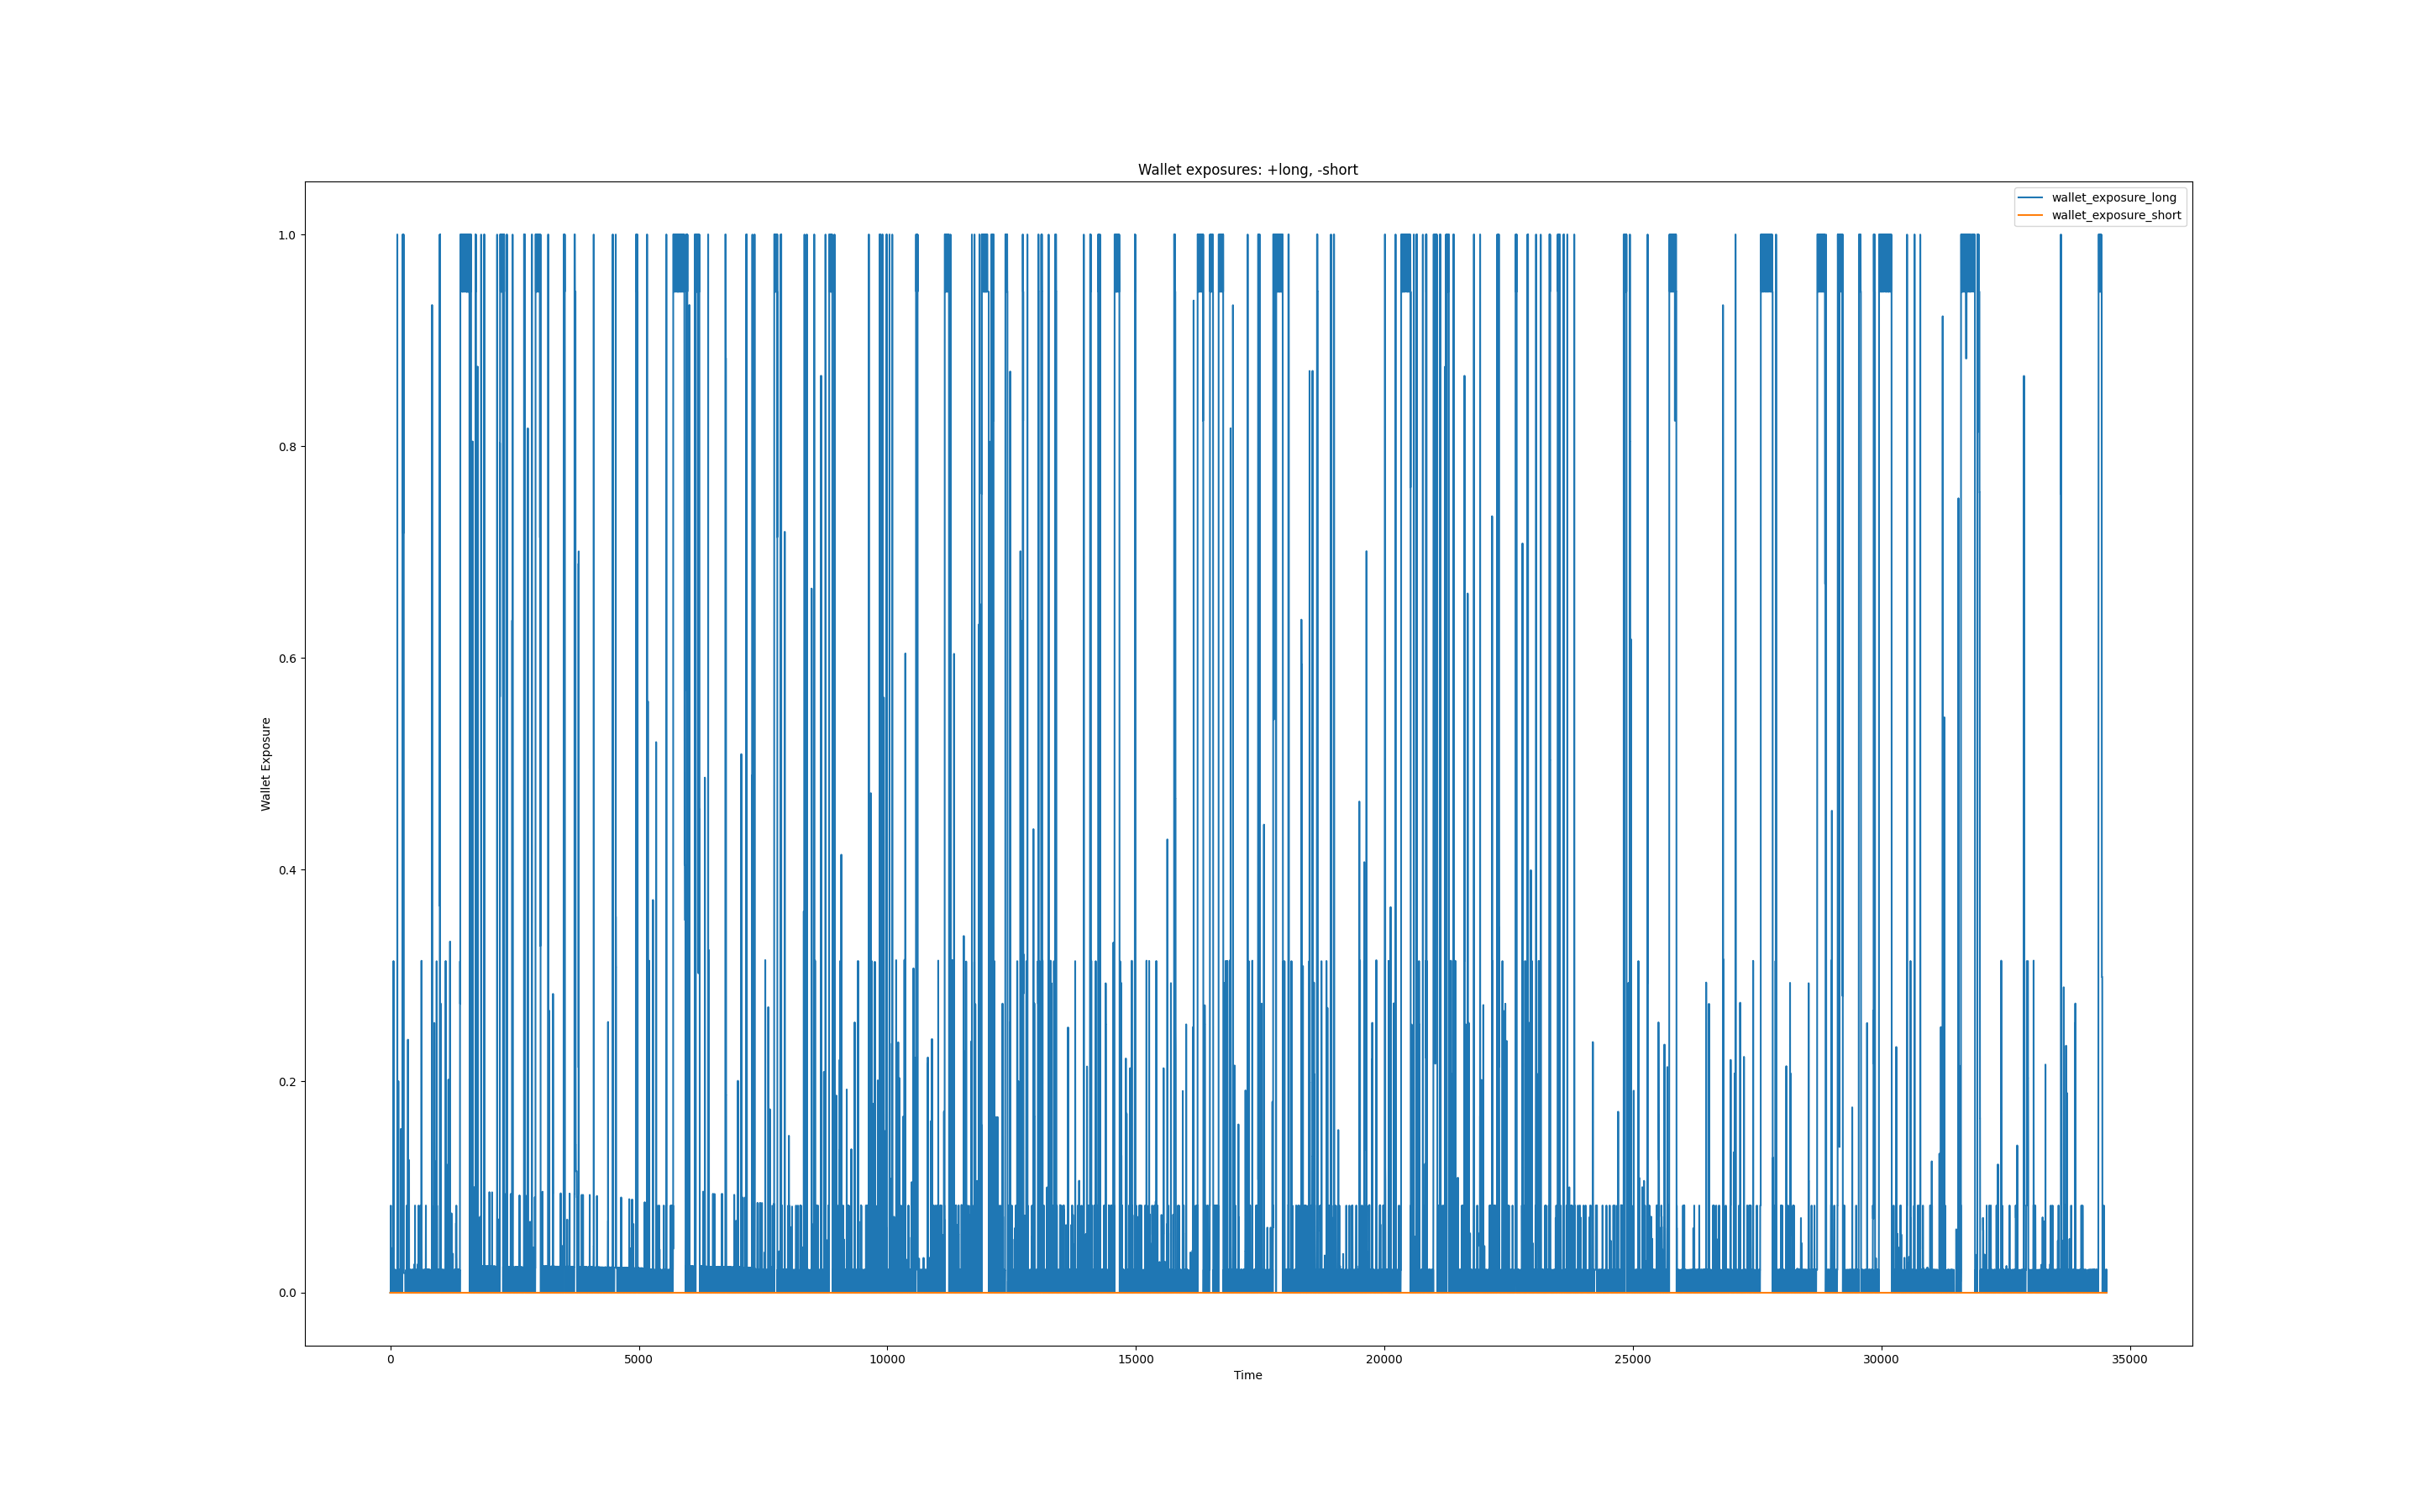 Wallet exposures: +long, -short
wallet_exposure_long
wallet_exposure_short
1.0
0.8
0.6
0.4
0.2
0.0
Wallet Exposure
0 5000 10000 15000 20000 25000 30000 35000
Time